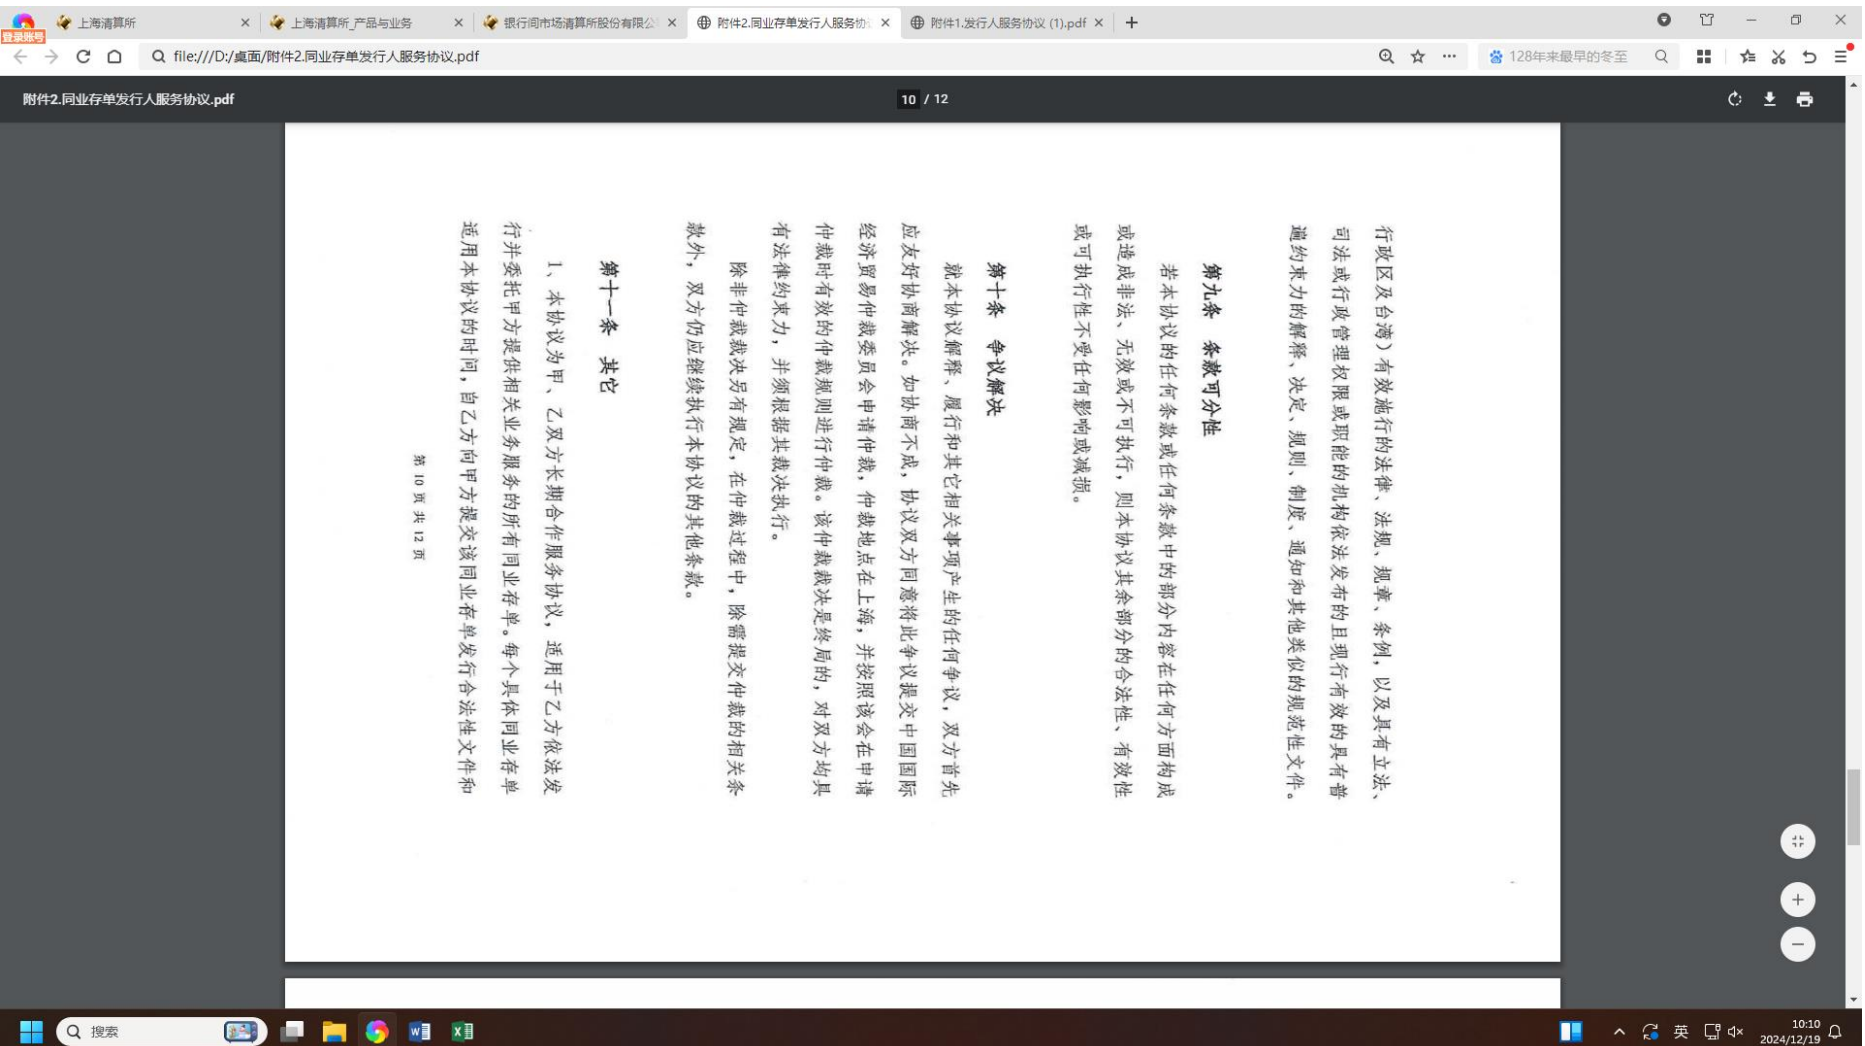 上海清算所
上海清算所_产品与业务
银行间市场清算所股份有限公
附件2.同业存单发行人服务协
附件1.发行人服务协议 (1).pdf
登录账号
file:///D:/桌面/附件2.同业存单发行人服务协议.pdf
128年来最早的冬至
附件2.同业存单发行人服务协议.pdf
10 / 12
行政区及台湾）有效施行的法律、法规、规章、条例，以及具有立法、
司法或行政管理权限或职能的机构依法发布的且现行有效的具有普
遍约束力的解释、决定、规则、制度、通知和其他类似的规范性文件。
第九条 条款可分性
若本协议的任何条款或任何条款中的部分内容在任何方面构成
或造成非法、无效或不可执行，则本协议其余部分的合法性、有效性
或可执行性不受任何影响或减损。
第十条 争议解决
就本协议解释、履行和其它相关事项产生的任何争议，双方首先
应友好协商解决。如协商不成，协议双方同意将此争议提交中国国际
经济贸易仲裁委员会申请仲裁，仲裁地点在上海，并按照该会在申请
仲裁时有效的仲裁规则进行仲裁。该仲裁裁决是终局的，对双方均具
有法律约束力，并须根据其裁决执行。
除非仲裁裁决另有规定，在仲裁过程中，除需提交仲裁的相关条
款外，双方仍应继续执行本协议的其他条款。
第十一条 其它
1、本协议为甲、乙双方长期合作服务协议，适用于乙方依法发
行并委托甲方提供相关业务服务的所有同业存单。每个具体同业存单
适用本协议的时间，自乙方向甲方提交该同业存单发行合法性文件和
第 10 页 共 12 页
搜索
英
10:10
2024/12/19